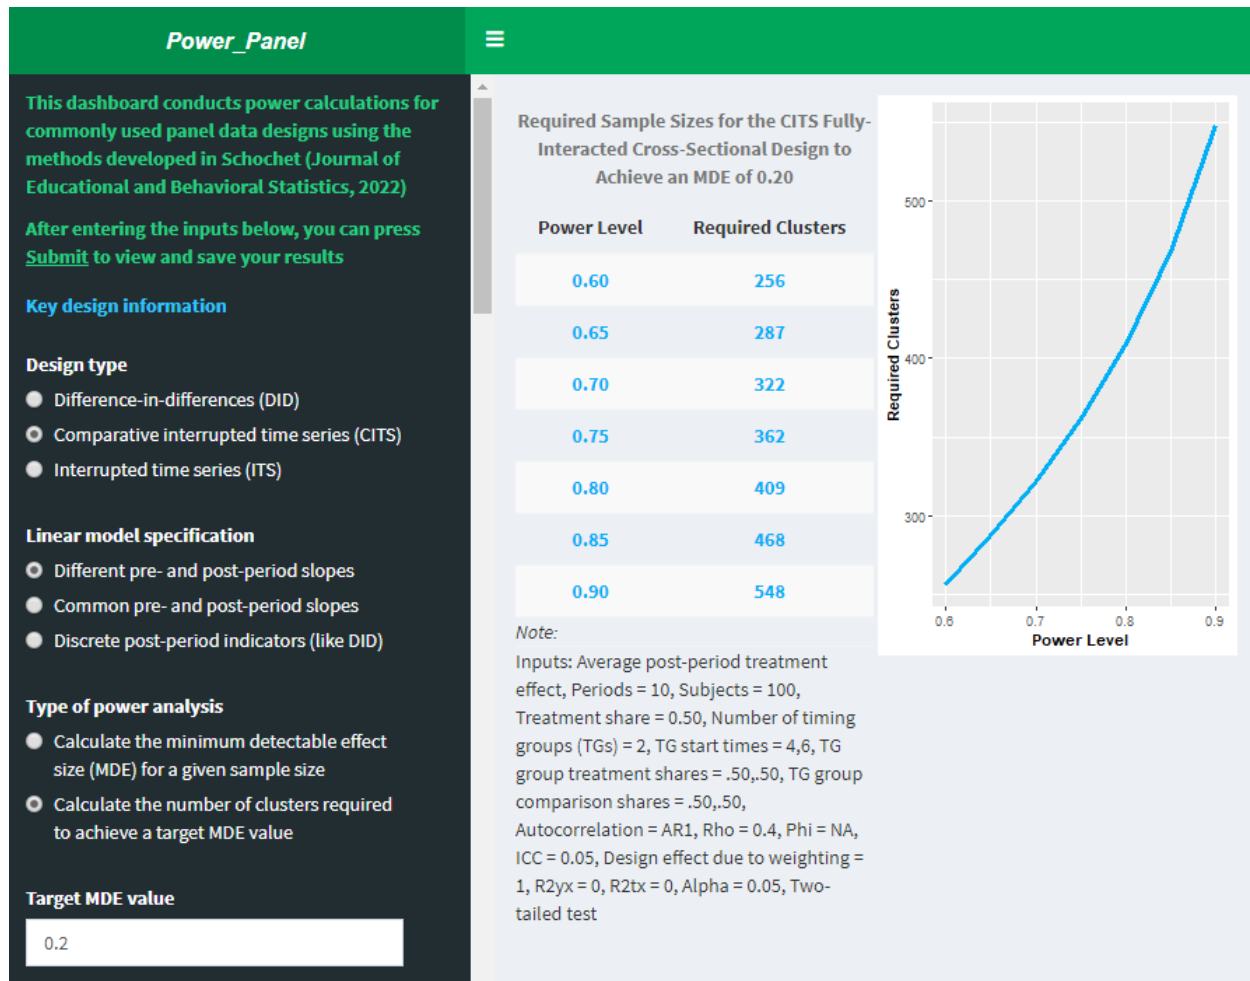 Power_Panel
This dashboard conducts power calculations for
commonly used panel data designs using the
methods developed in Schochet (Journal of
Educational and Behavioral Statistics, 2022)
After entering the inputs below, you can press
Submit to view and save your results
Key design information
Design type
Difference-in-differences (DID)
Comparative interrupted time series (CITS)
Interrupted time series (ITS)
Linear model specification
Different pre- and post-period slopes
Common pre- and post-period slopes
Discrete post-period indicators (like DID)
Type of power analysis
Calculate the minimum detectable effect
size (MDE) for a given sample size
Calculate the number of clusters required
to achieve a target MDE value
Target MDE value
0.2
Required Sample Sizes for the CITS Fully-
Interacted Cross-Sectional Design to
Achieve an MDE of 0.20
Power Level Required Clusters
0.60 256
0.65 287
0.70 322
0.75 362
0.80 409
0.85 468
0.90 548
Note:
Inputs: Average post-period treatment
effect, Periods = 10, Subjects = 100,
Treatment share = 0.50, Number of timing
groups (TGs) = 2, TG start times = 4,6, TG
group treatment shares = .50,.50, TG group
comparison shares = .50,.50,
Autocorrelation = AR1, Rho = 0.4, Phi = NA,
ICC = 0.05, Design effect due to weighting =
1, R2yx = 0, R2tx = 0, Alpha = 0.05, Two-
tailed test
Required Clusters
500
400
300
0.6 0.7 0.8 0.9
Power Level